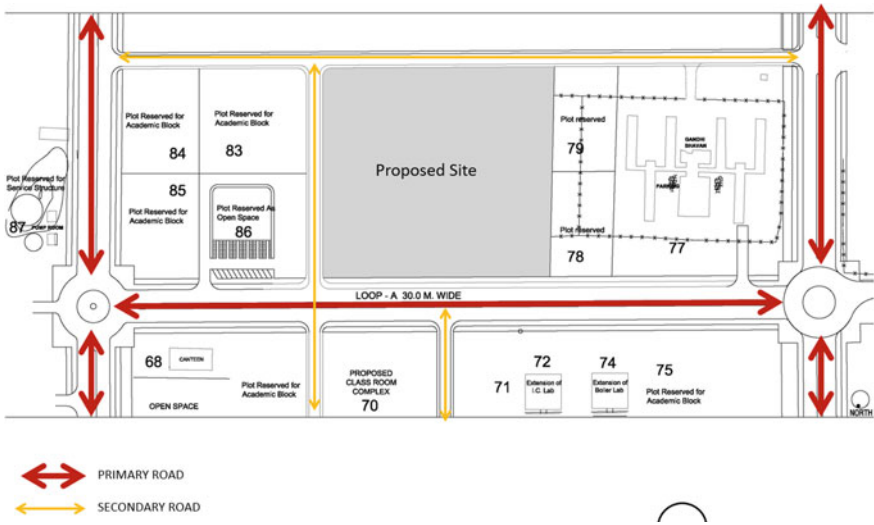 Plot Reserved for
Academic Block
84
Plot Reserved for
Academic Block
83
Proposed Site
Plot reserved
79
GANDHI
BHAVAN
PARKING
85
Plot Reserved for
Academic Block
Plot Reserved As
Open Space
86
Plot Reserved for
Service Structure
87 PUMP ROOM
Plot reserved
78
77
LOOP - A 30.0 M. WIDE
68
CANTEEN
OPEN SPACE
Plot Reserved for
Academic Block
PROPOSED
CLASS ROOM
COMPLEX
70
71
72
Extension of
I.C. Lab
74
Extension of
Boiler Lab
75
Plot Reserved for
Academic Block
NORTH
PRIMARY ROAD
SECONDARY ROAD